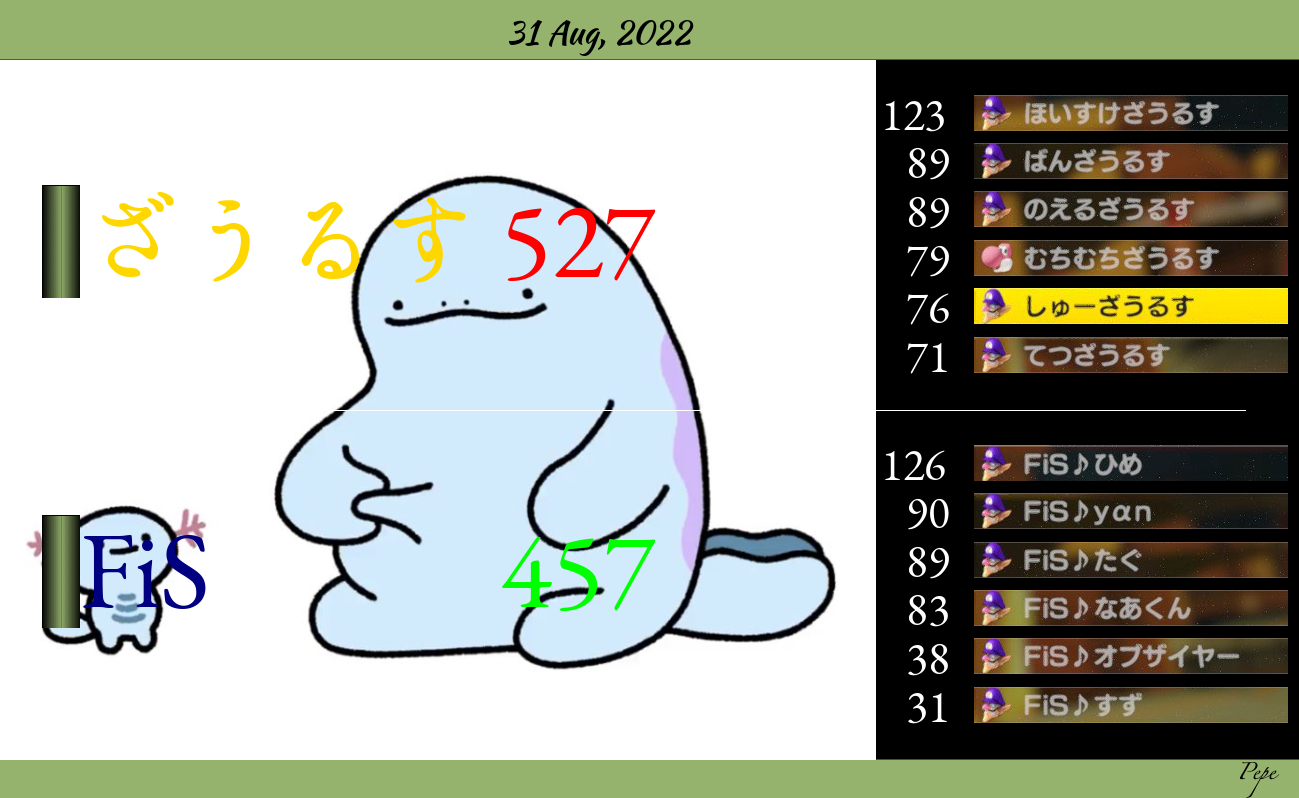 31 Aug, 2022
ざうるす 527
FiS 457
123 ほいすけざうるす
89 ばんざうるす
89 のえるざうるす
79 むちむちざうるす
76 しゅーざうるす
71 てつざうるす
126 FiS♪ひめ
90 FiS♪yαn
89 FiS♪たぐ
83 FiS♪なあくん
38 FiS♪オブザイヤー
31 FiS♪すず
Pepe